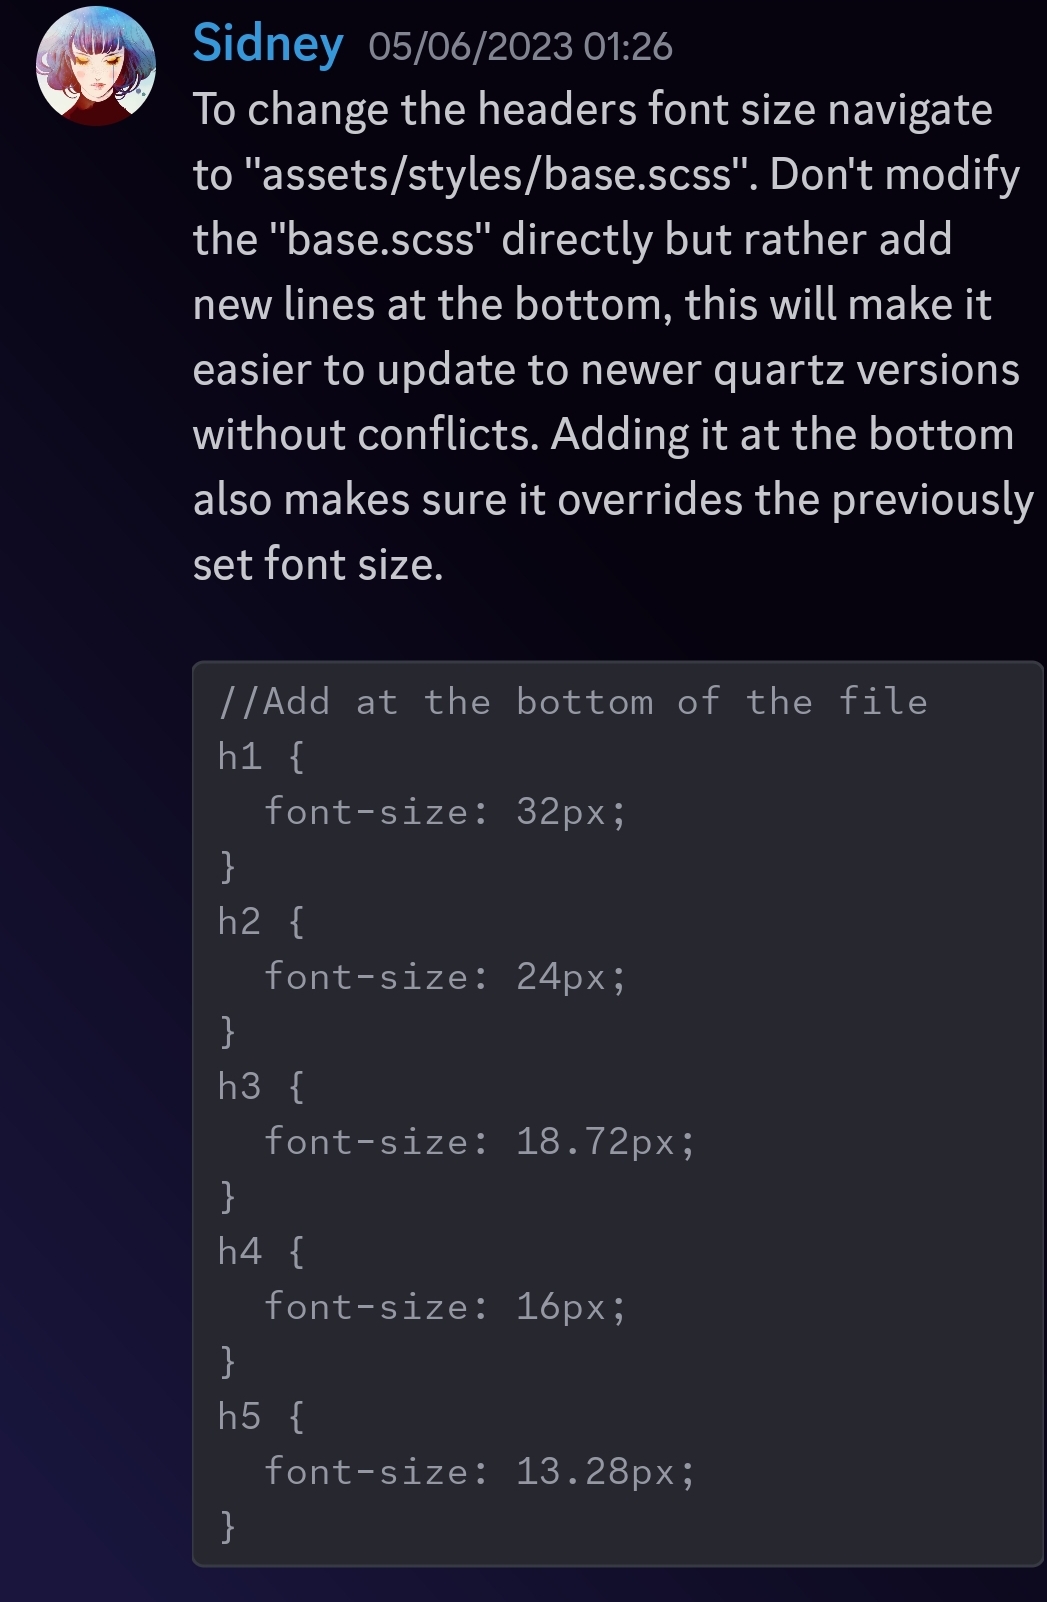 Sidney 05/06/2023 01:26
To change the headers font size navigate
to "assets/styles/base.scss". Don't modify
the "base.scss" directly but rather add
new lines at the bottom, this will make it
easier to update to newer quartz versions
without conflicts. Adding it at the bottom
also makes sure it overrides the previously
set font size.
//Add at the bottom of the file
h1 {
  font-size: 32px;
}
h2 {
  font-size: 24px;
}
h3 {
  font-size: 18.72px;
}
h4 {
  font-size: 16px;
}
h5 {
  font-size: 13.28px;
}